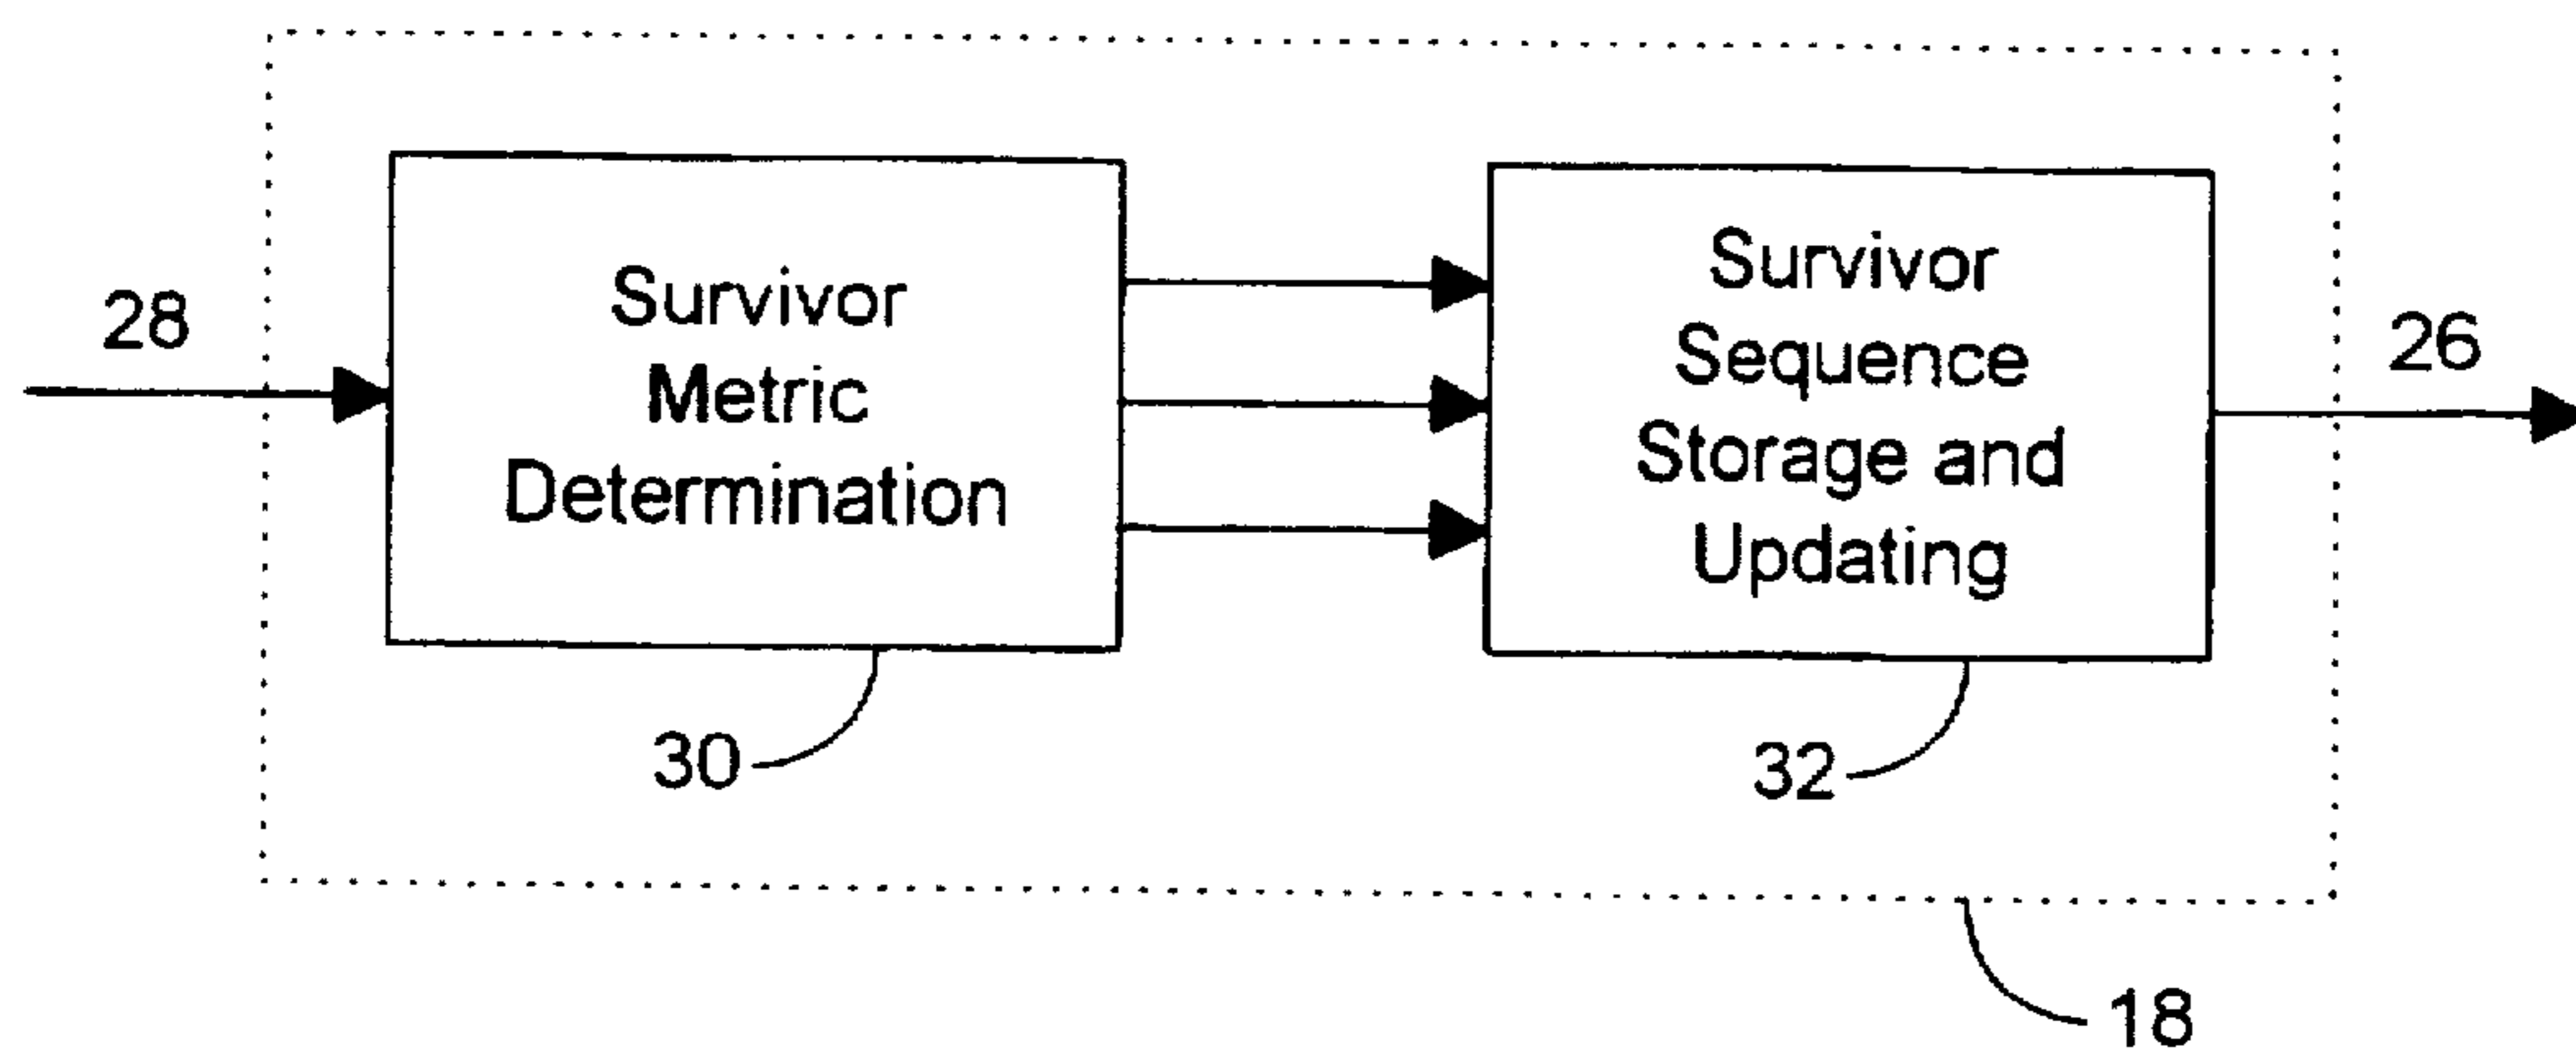 28
Survivor
Metric
Determination
Survivor
Sequence
Storage and
Updating
26
30
32
18